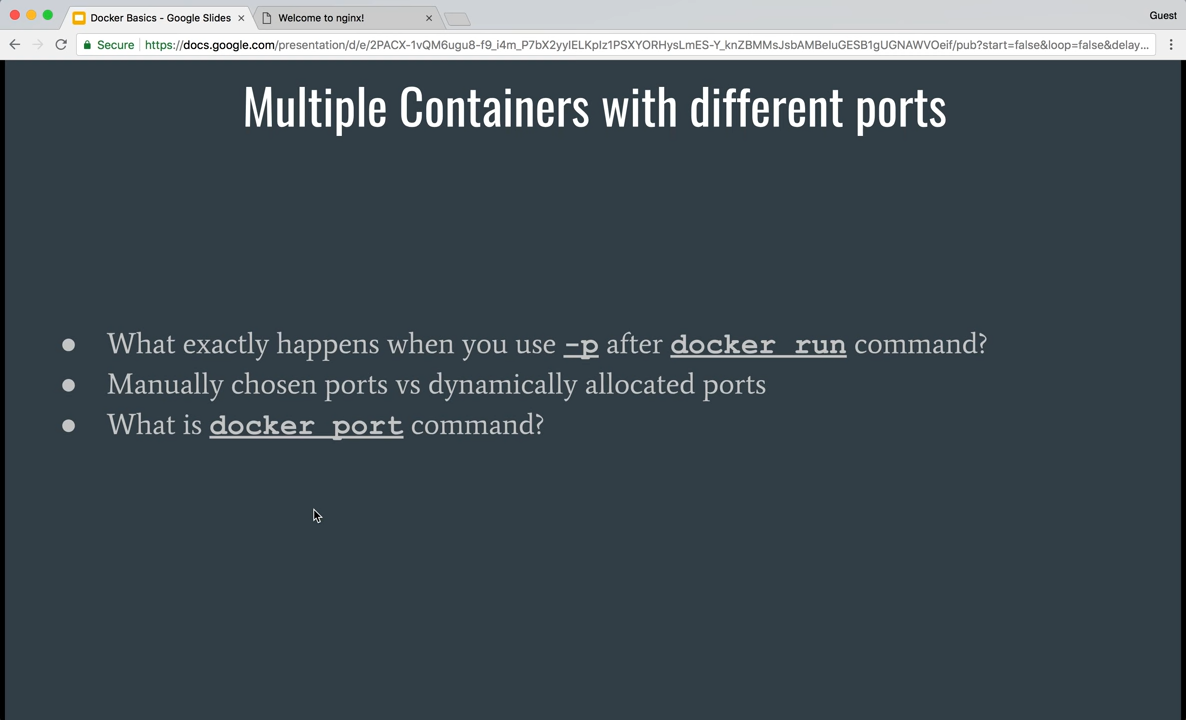 Docker Basics - Google Slides
Welcome to nginx!
Guest
Secure
https://docs.google.com/presentation/d/e/2PACX-1vQM6ugu8-f9_i4m_P7bX2yyIELKplz1PSXYORHysLmES-Y_knZBMMsJsbAMBeluGESB1gUGNAWVOeif/pub?start=false&loop=false&delay...
Multiple Containers with different ports
● What exactly happens when you use -p after docker run command?
● Manually chosen ports vs dynamically allocated ports
● What is docker port command?